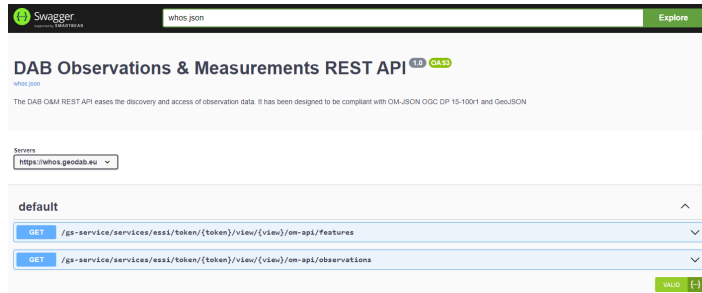 Swagger
Supported by SMARTBEAR
whos json
Explore
DAB Observations & Measurements REST API 1.0 OAS3
whos.json
The DAB O&M REST API eases the discovery and access of observation data. It has been designed to be compliant with OM-JSON OGC DP 15-100r1 and GeoJSON
Servers
https://whos.geodab.eu
default
GET /gs-service/services/essi/token/{token}/view/{view}/om-api/features
GET /gs-service/services/essi/token/{token}/view/{view}/om-api/observations
VALID {-}